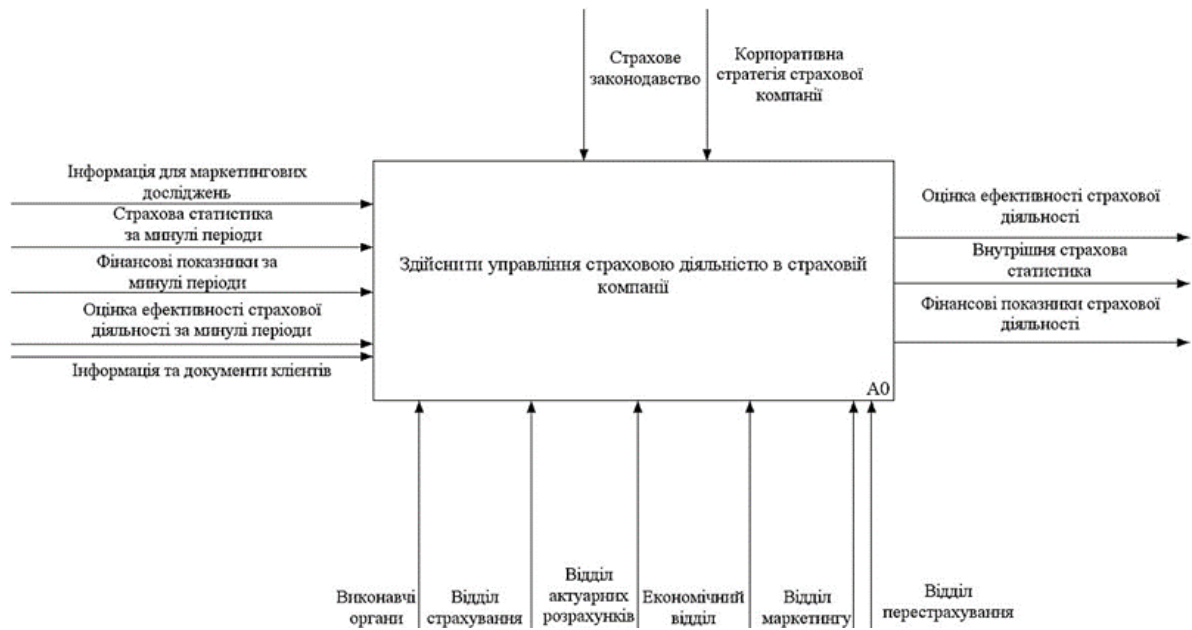 Страхове
законодавство
Корпоративна
стратегія страхової
компанії
Інформація для маркетингових
досліджень
Страхова статистика
за минулі періоди
Фінансові показники за
минулі періоди
Оцінка ефективності страхової
діяльності за минулі періоди
Інформація та документи клієнтів
Здійснити управління страховою діяльністю в страховій
компанії
A0
Оцінка ефективності страхової
діяльності
Внутрішня страхова
статистика
Фінансові показники страхової
діяльності
Виконавчі
органи
Відділ
страхування
Відділ
актуарних
розрахунків
Економічний
відділ
Відділ
маркетингу
Відділ
перестрахування